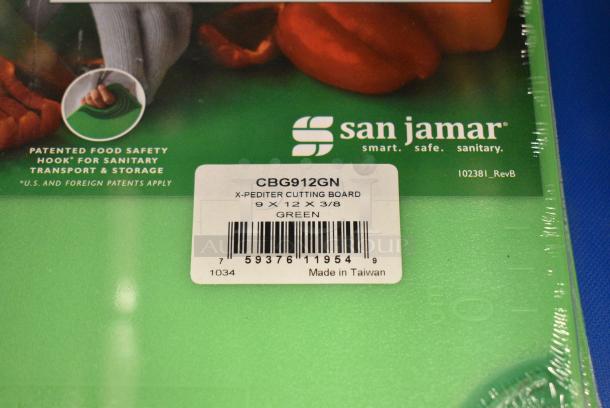 san jamar®
smart. safe. sanitary.
PATENTED FOOD SAFETY
HOOK* FOR SANITARY
TRANSPORT & STORAGE
*U.S. AND FOREIGN PATENTS APPLY
102381_RevB
CBG912GN
X-PEDITER CUTTING BOARD
9 X 12 X 3/8
GREEN
7 59376 11954 9
1034 Made in Taiwan